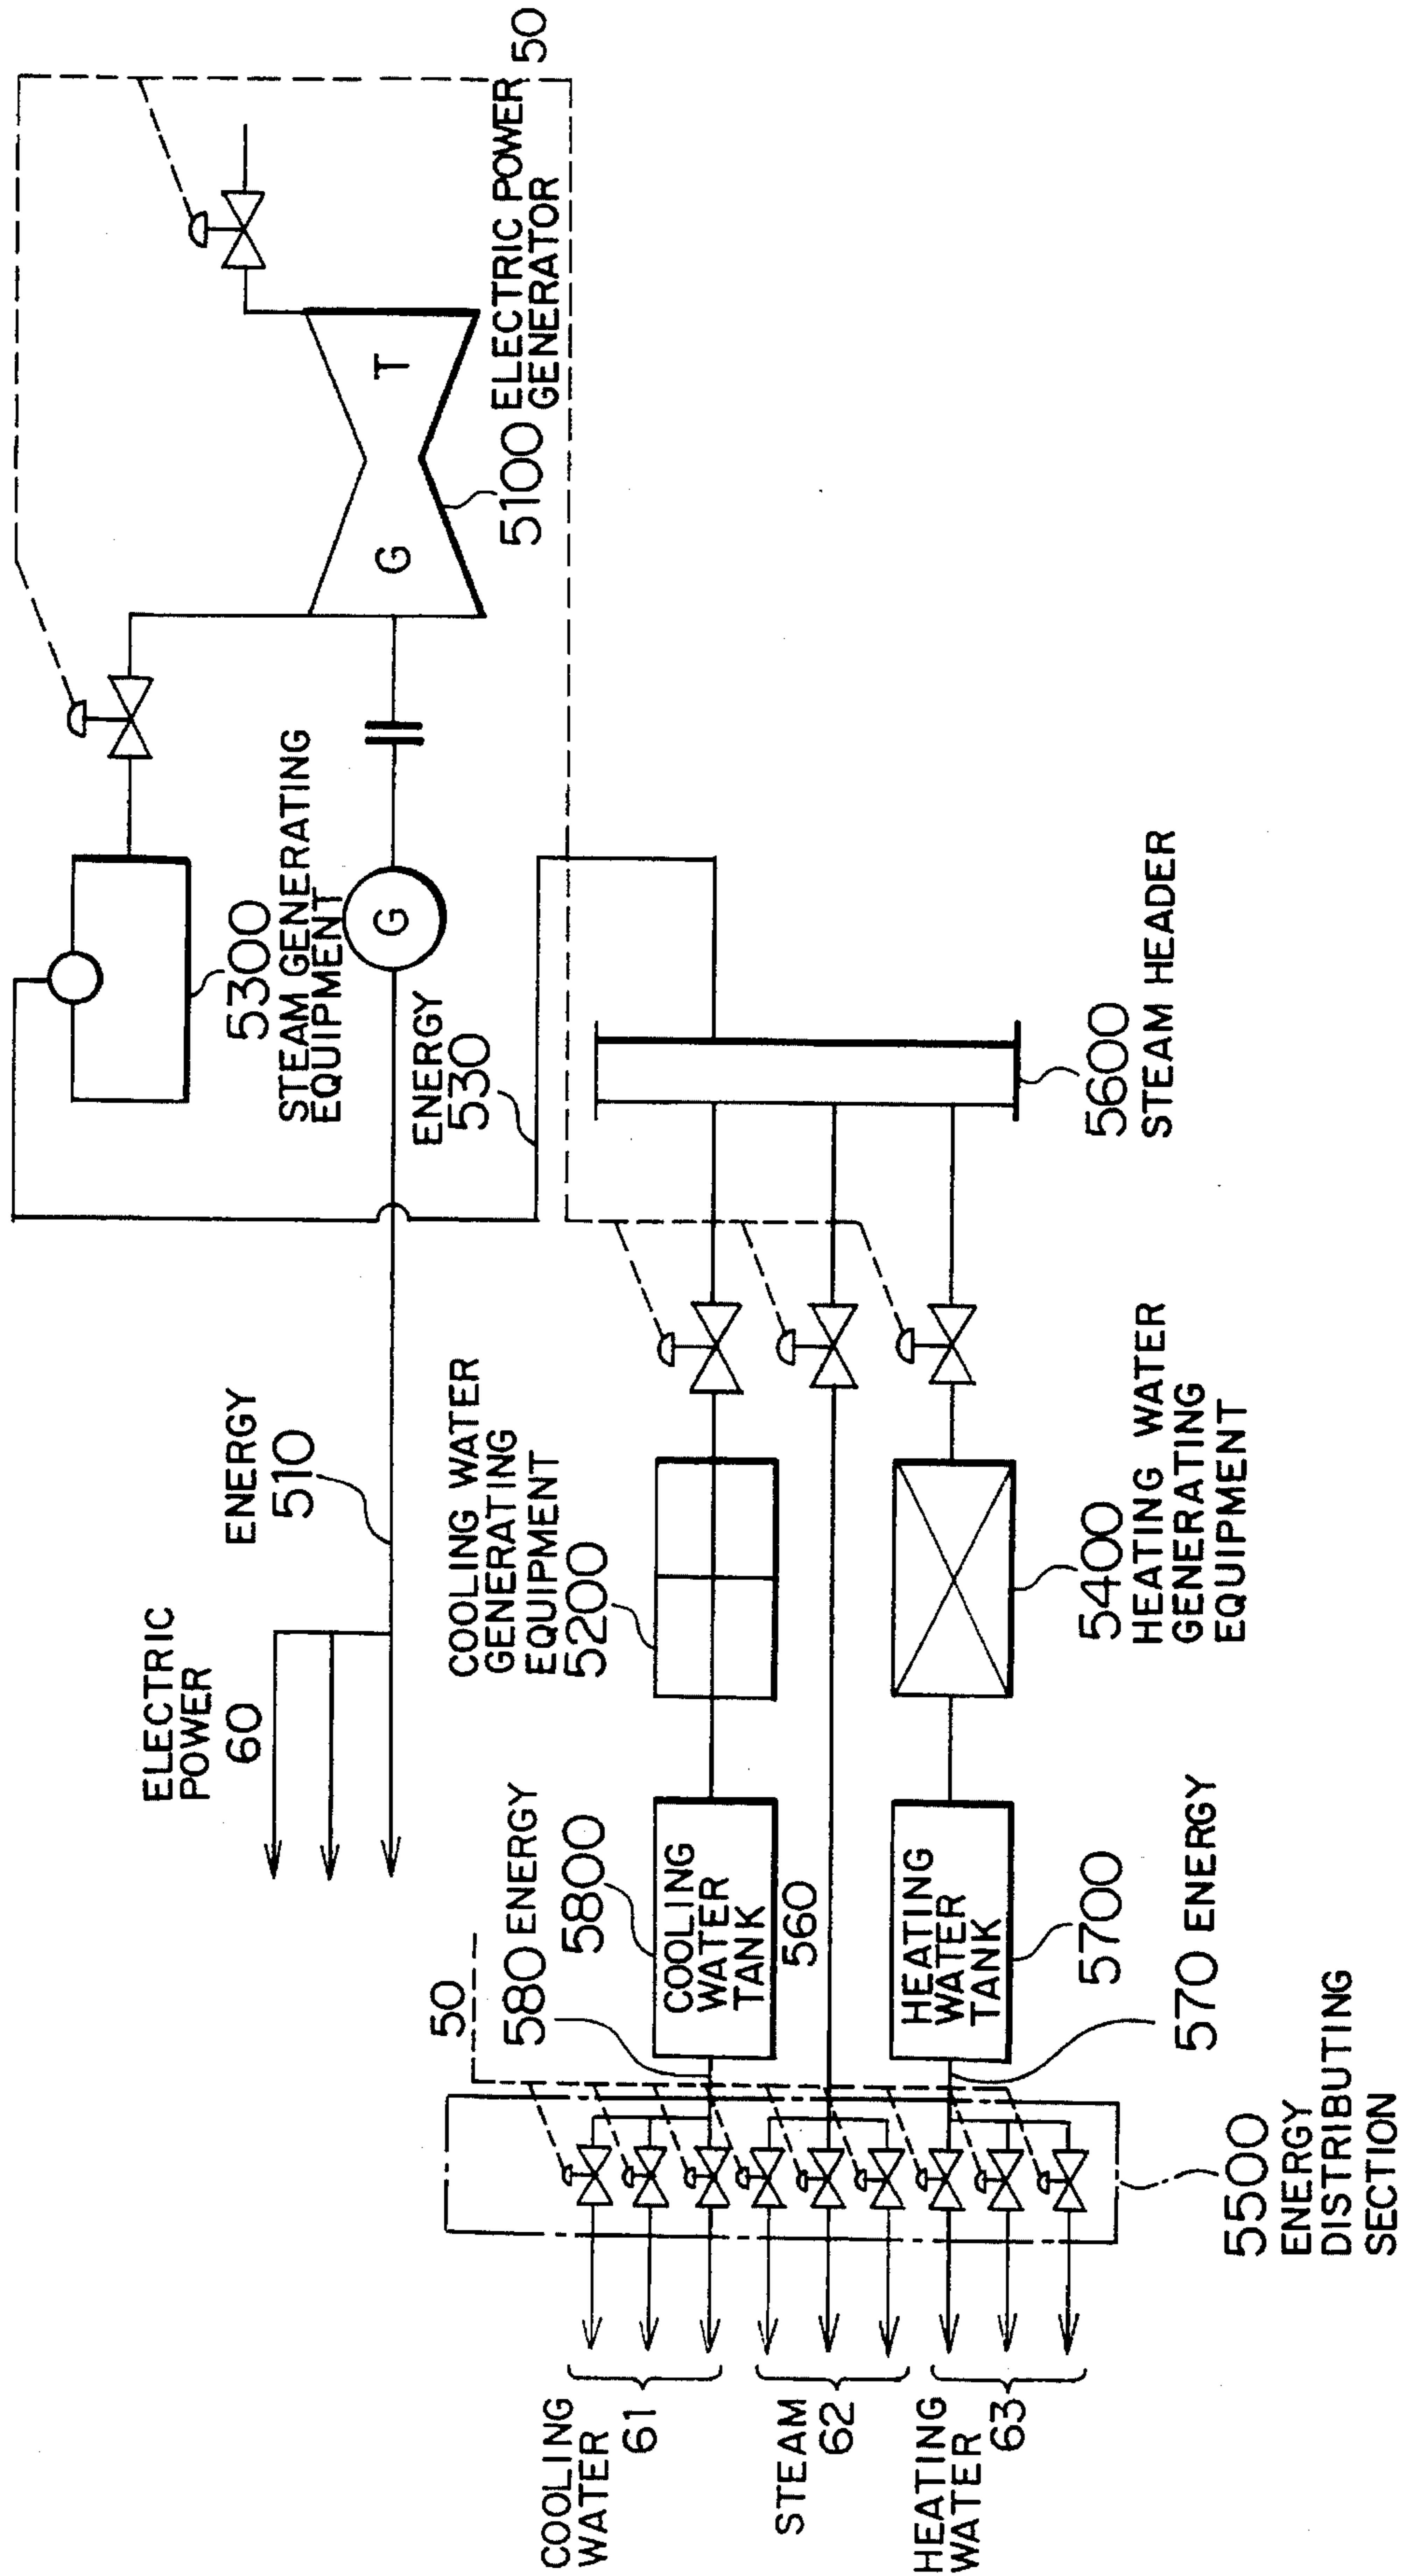 50
T
G
5100 ELECTRIC POWER
GENERATOR
5300
STEAM GENERATING
EQUIPMENT
G
ENERGY
530
5600
STEAM HEADER
ENERGY
510
ELECTRIC
POWER
60
COOLING WATER
GENERATING
EQUIPMENT
5200
5400
HEATING WATER
GENERATING
EQUIPMENT
50
580 ENERGY
5800
COOLING
WATER
TANK
560
HEATING
WATER
TANK
5700
570 ENERGY
5500
ENERGY
DISTRIBUTING
SECTION
COOLING
WATER
61
STEAM
62
HEATING
WATER
63